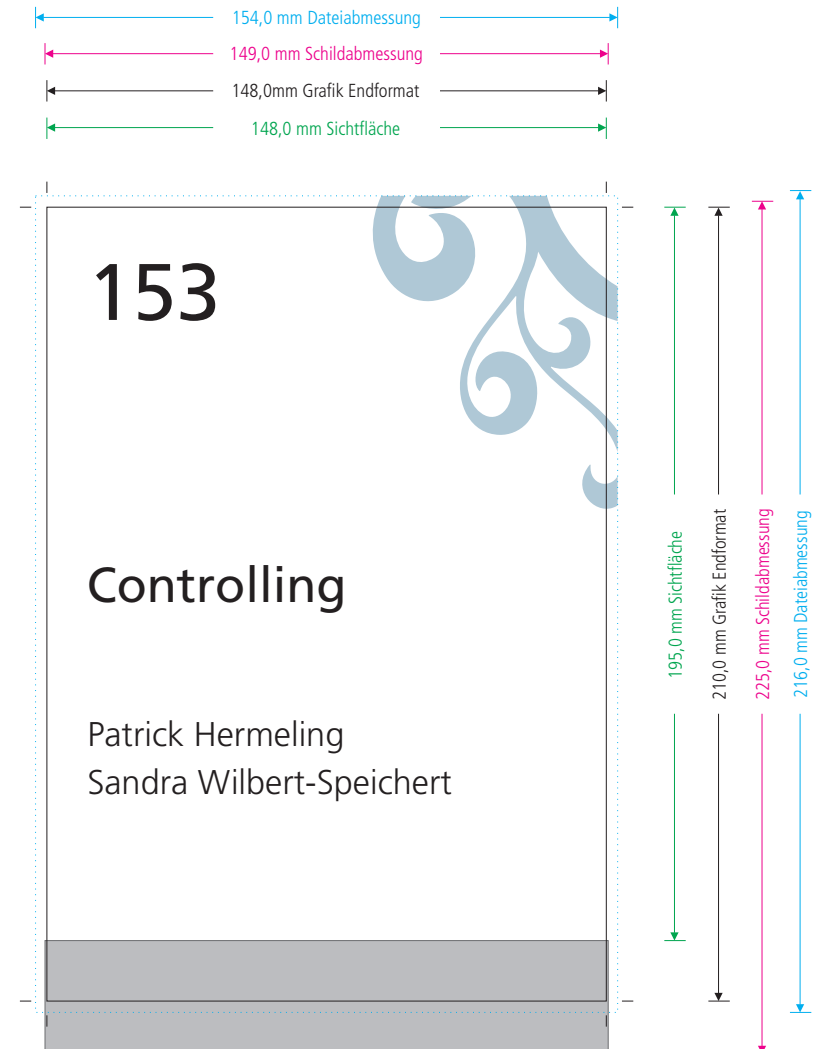 154,0 mm Dateiabmessung
149,0 mm Schildabmessung
148,0mm Grafik Endformat
148,0 mm Sichtfläche
153
Controlling
Patrick Hermeling
Sandra Wilbert-Speichert
195,0 mm Sichtfläche
210,0 mm Grafik Endformat
225,0 mm Schildabmessung
216,0 mm Dateiabmessung